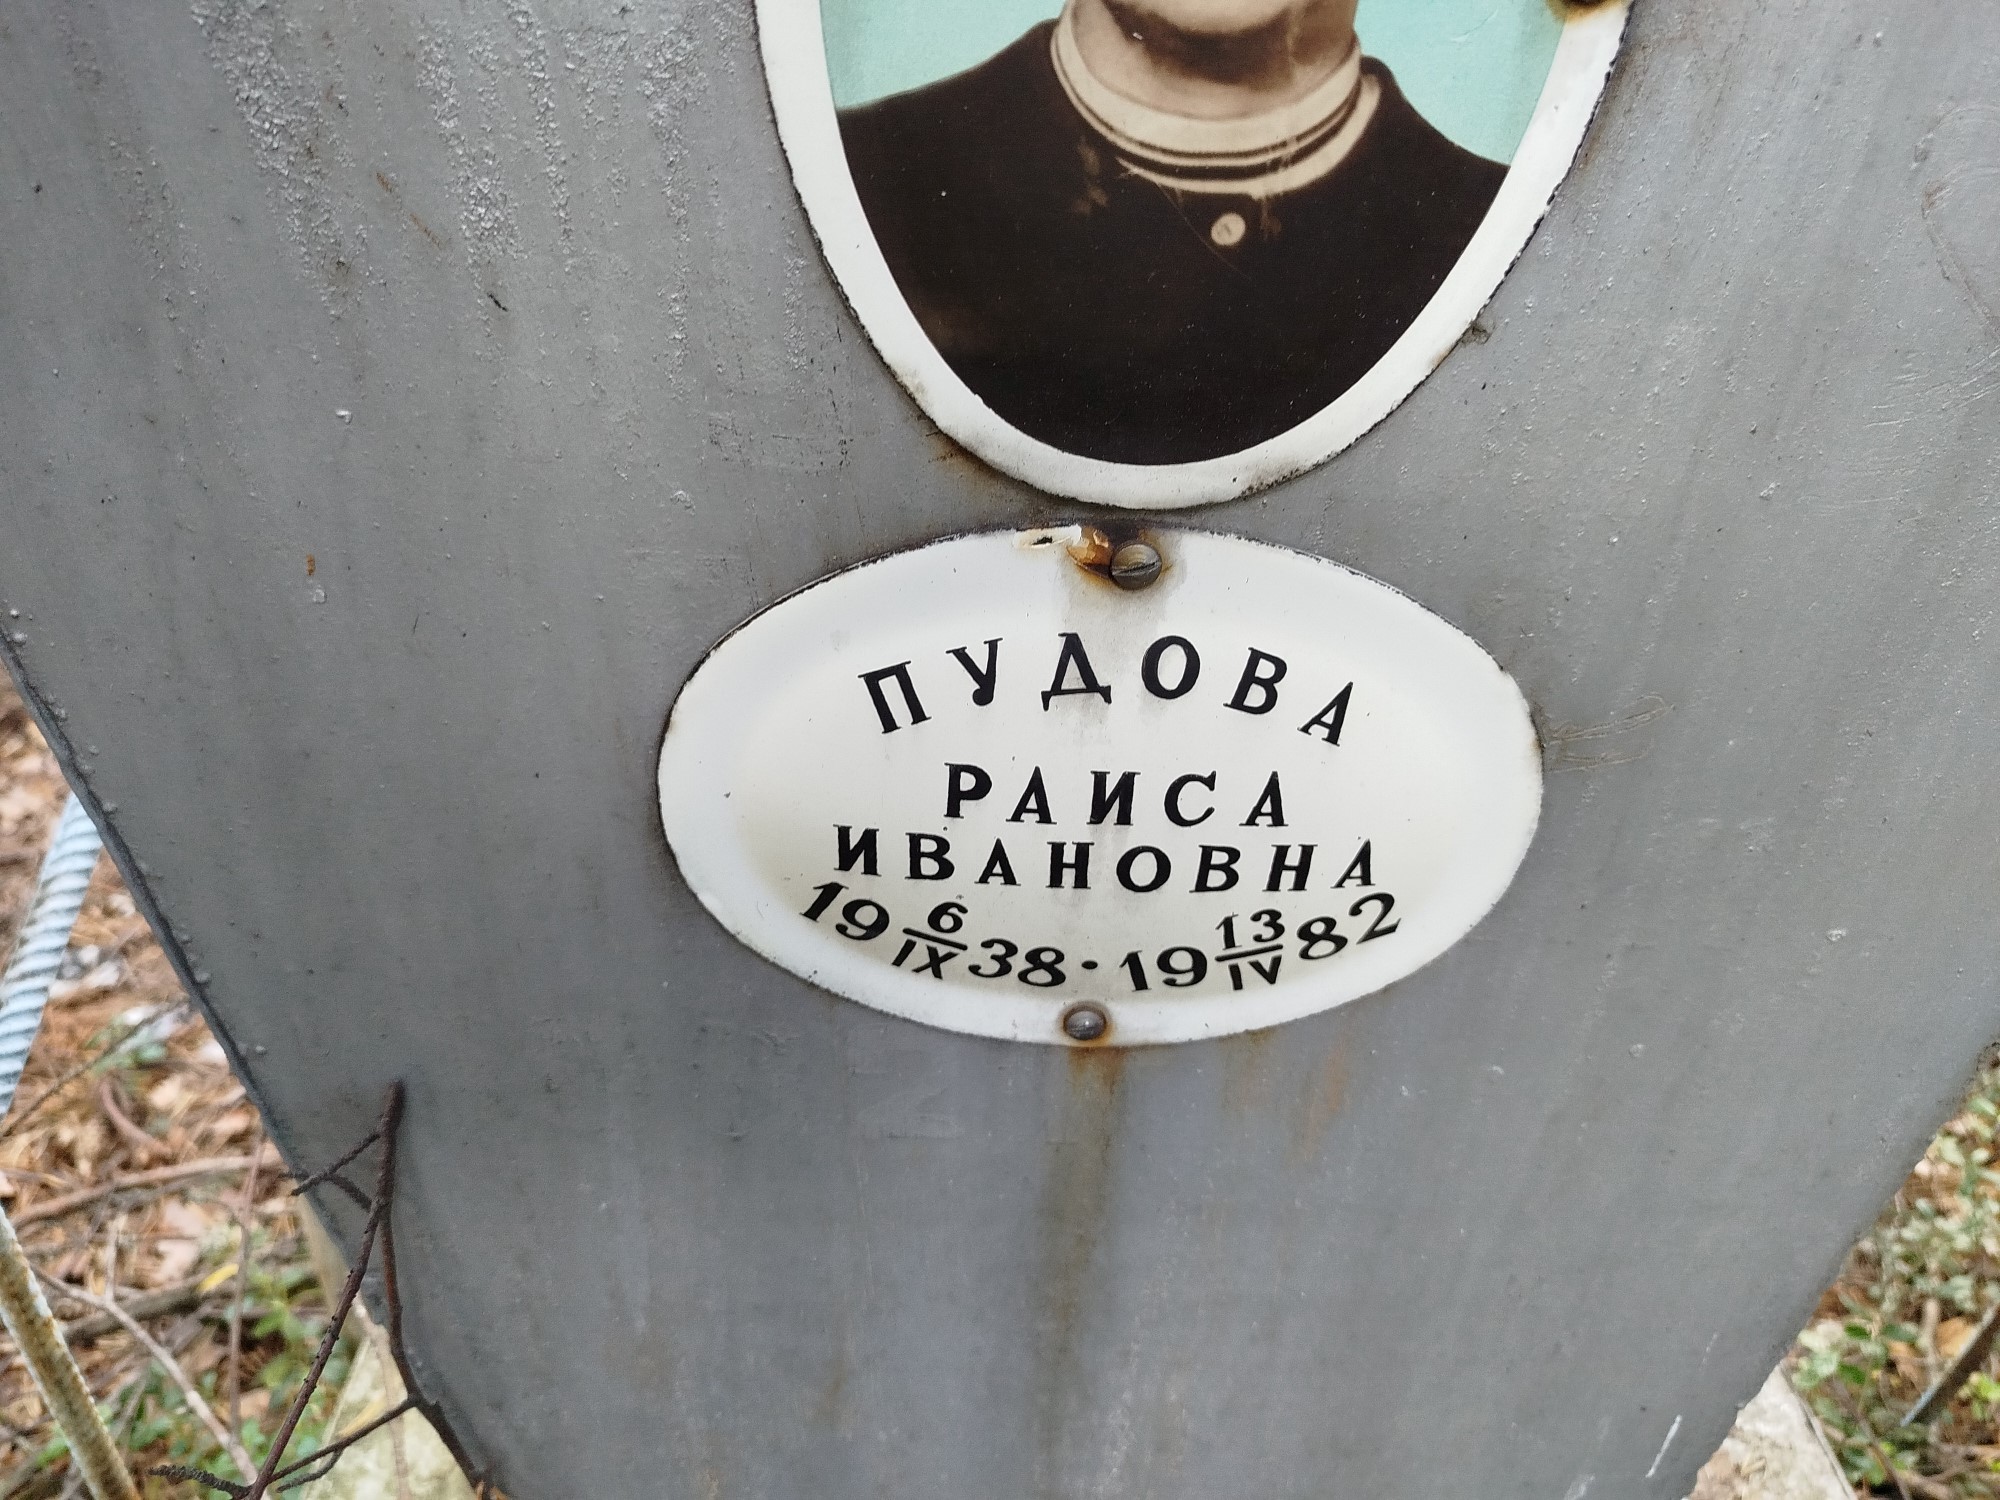 ПУДОВА
РАИСА
ИВАНОВНА
19 6/IX 38 · 19 13/IV 82